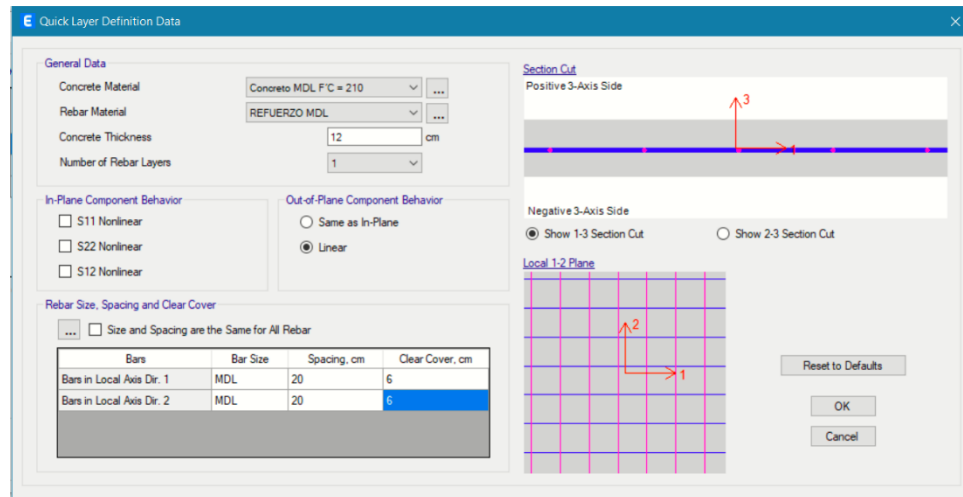 E Quick Layer Definition Data
General Data
Concrete Material
Concreto MDL F'C = 210
...
Rebar Material
REFUERZO MDL
...
Concrete Thickness
12
cm
Number of Rebar Layers
1
In-Plane Component Behavior
S11 Nonlinear
S22 Nonlinear
S12 Nonlinear
Out-of-Plane Component Behavior
Same as In-Plane
Linear
Rebar Size, Spacing and Clear Cover
...
Size and Spacing are the Same for All Rebar
Bars Bar Size Spacing, cm Clear Cover, cm
Bars in Local Axis Dir. 1 MDL 20 6
Bars in Local Axis Dir. 2 MDL 20 6
Section Cut
Positive 3-Axis Side
3
1
Negative 3-Axis Side
Show 1-3 Section Cut
Show 2-3 Section Cut
Local 1-2 Plane
2
1
Reset to Defaults
OK
Cancel